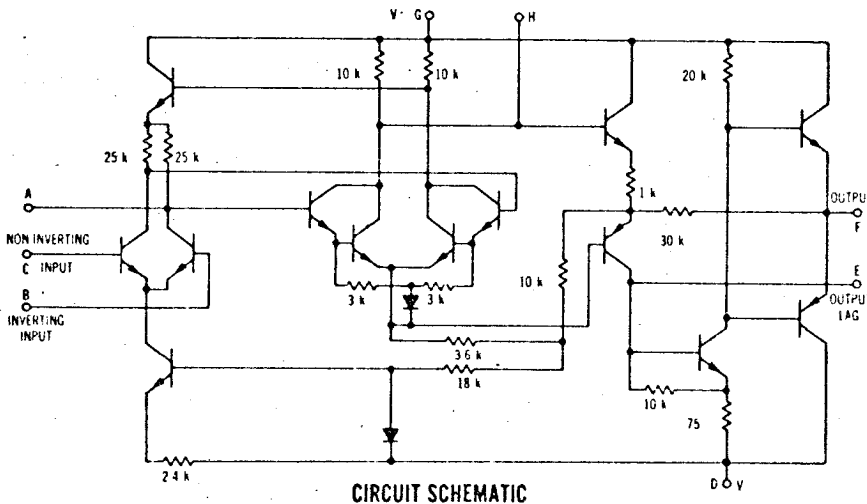 V G
H
10 k
10 k
20 k
25 k
25 k
A
1 k
OUTPU
F
NON INVERTING
30 k
C
INPUT
10 k
E
B
3 k
3 k
OUTPU
LAG
INVERTING
INPUT
36 k
18 k
10 k
75
24 k
D
V
CIRCUIT SCHEMATIC